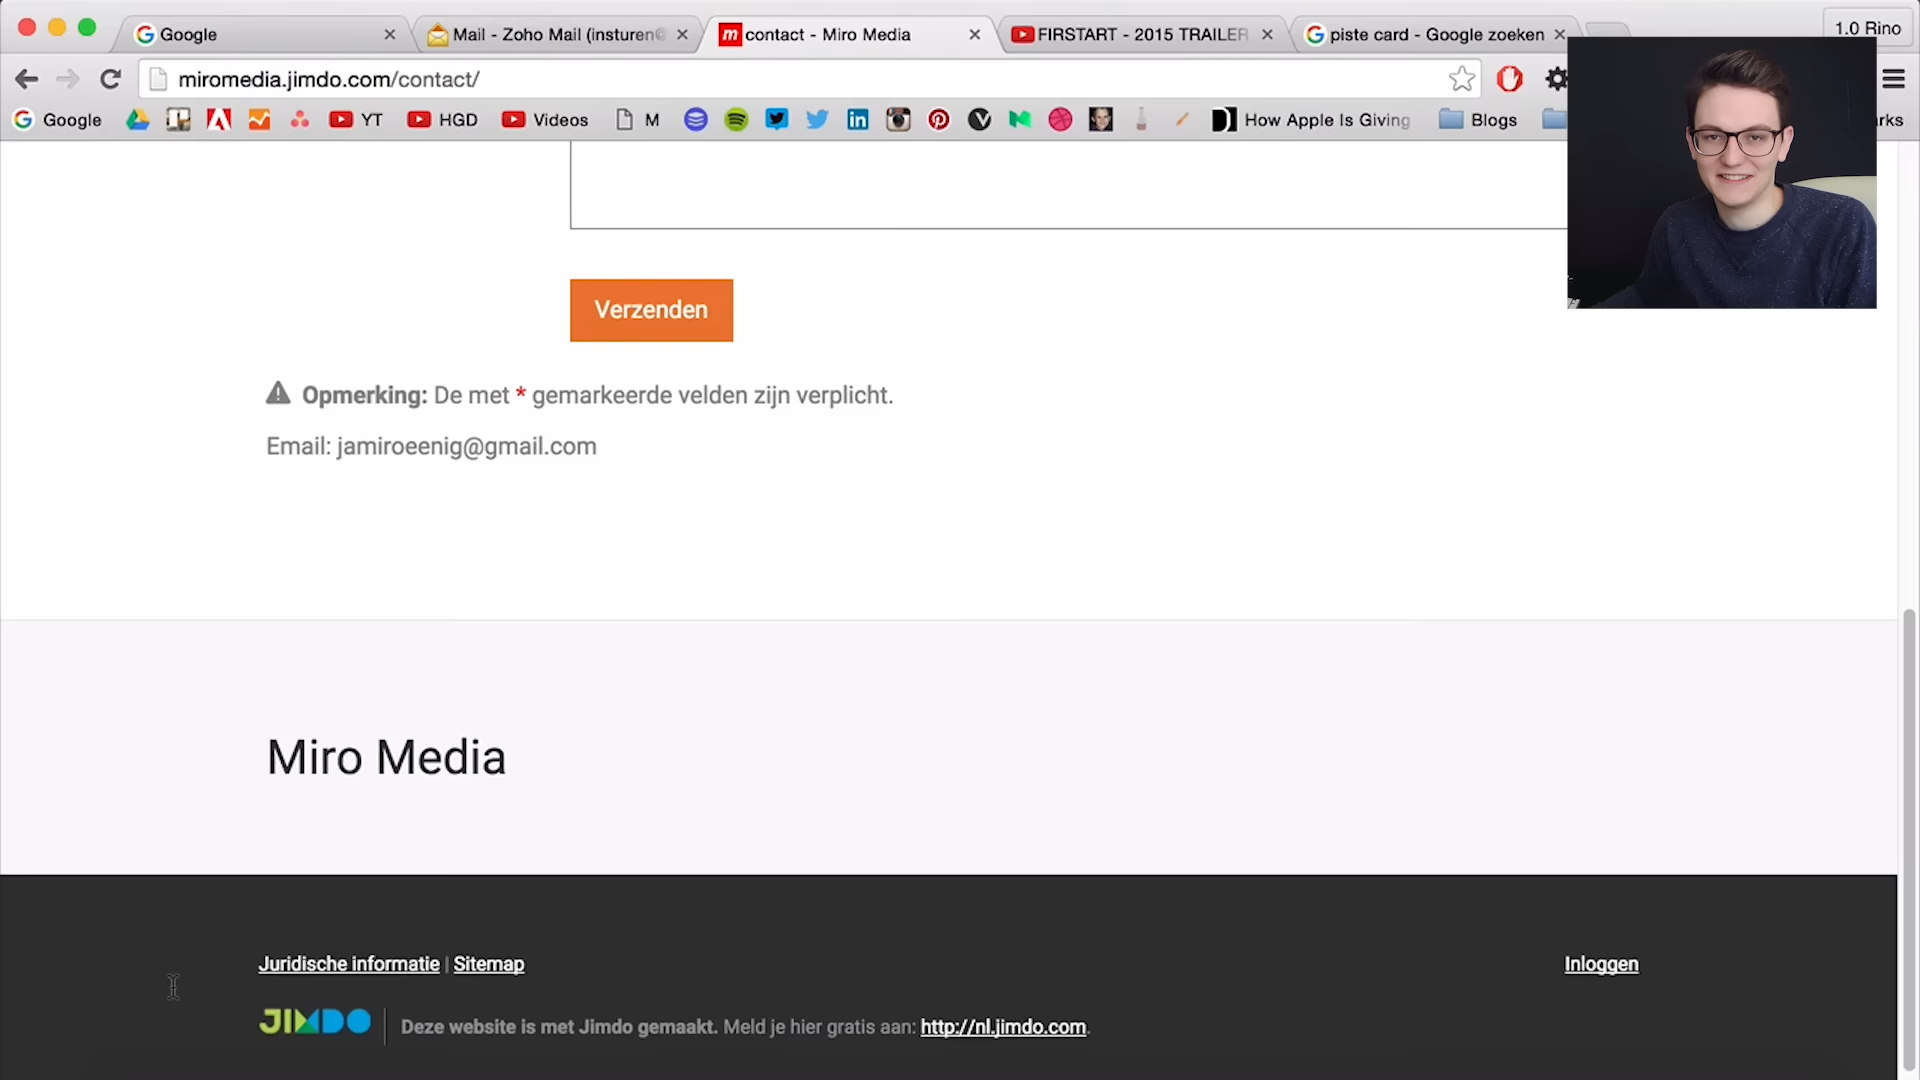 Google
Mail - Zoho Mail (insturen@
contact - Miro Media
FIRSTART - 2015 TRAILER
piste card - Google zoeken
1.0 Rino
miromedia.jimdo.com/contact/
Google
YT
HGD
Videos
M
How Apple Is Giving
Blogs
rks
Verzenden
Opmerking: De met * gemarkeerde velden zijn verplicht.
Email: jamiroeenig@gmail.com
Miro Media
Juridische informatie | Sitemap
Inloggen
JIMDO
Deze website is met Jimdo gemaakt. Meld je hier gratis aan: http://nl.jimdo.com.